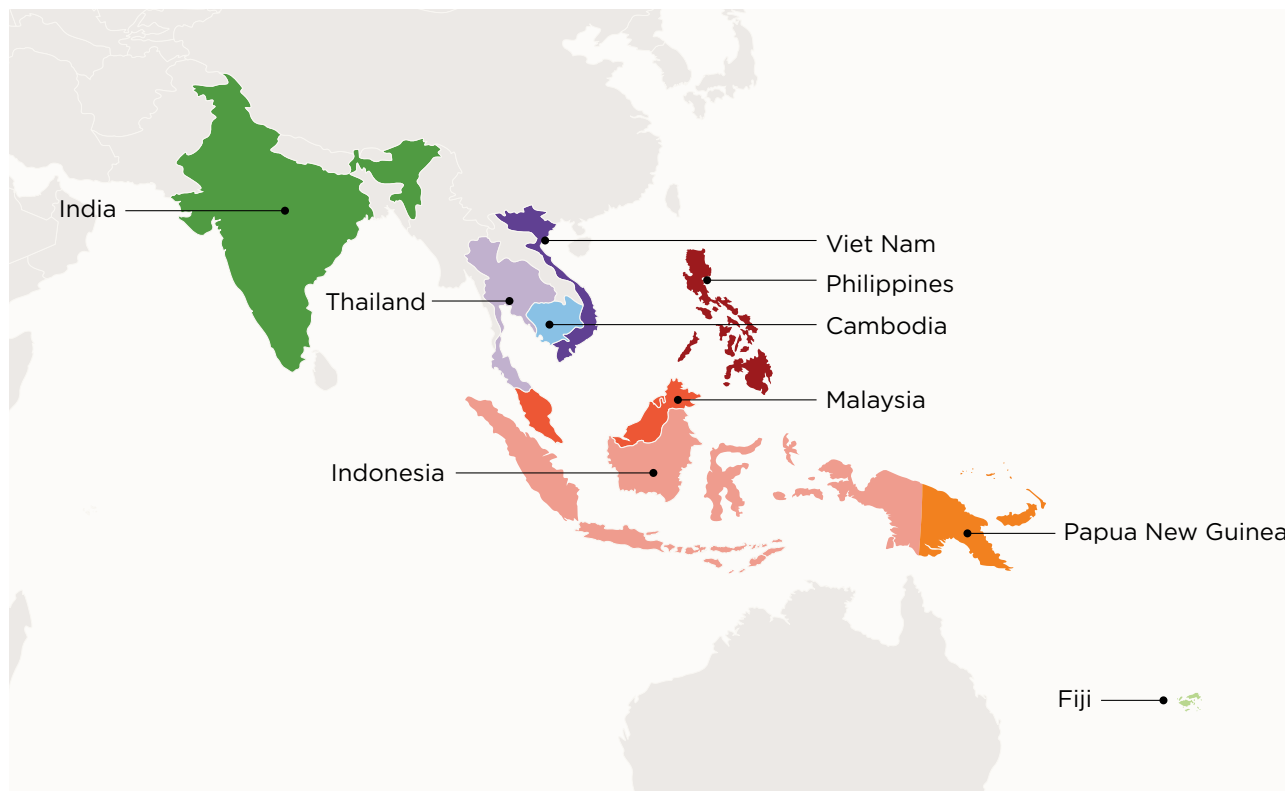 India
Viet Nam
Philippines
Thailand
Cambodia
Malaysia
Indonesia
Papua New Guinea
Fiji